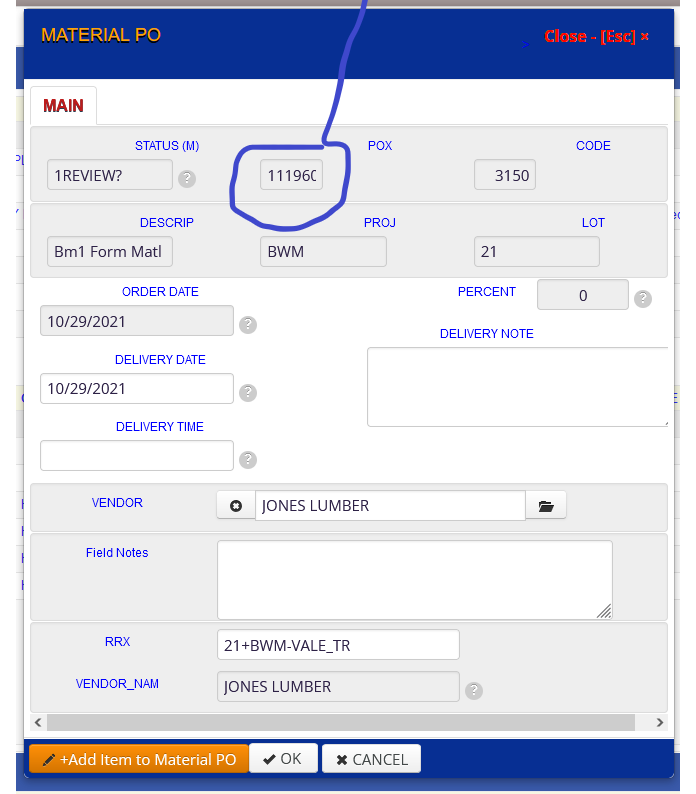 MATERIAL PO
Close - [Esc] ×
MAIN
STATUS (M) POX CODE
1REVIEW? ? 111960 3150
DESCRIP PROJ LOT
Bm1 Form Matl BWM 21
ORDER DATE PERCENT 0 ?
10/29/2021 ?
DELIVERY NOTE
DELIVERY DATE
10/29/2021 ?
DELIVERY TIME
?
VENDOR JONES LUMBER
Field Notes
RRX 21+BWM-VALE_TR
VENDOR_NAM JONES LUMBER ?
+Add Item to Material PO OK CANCEL